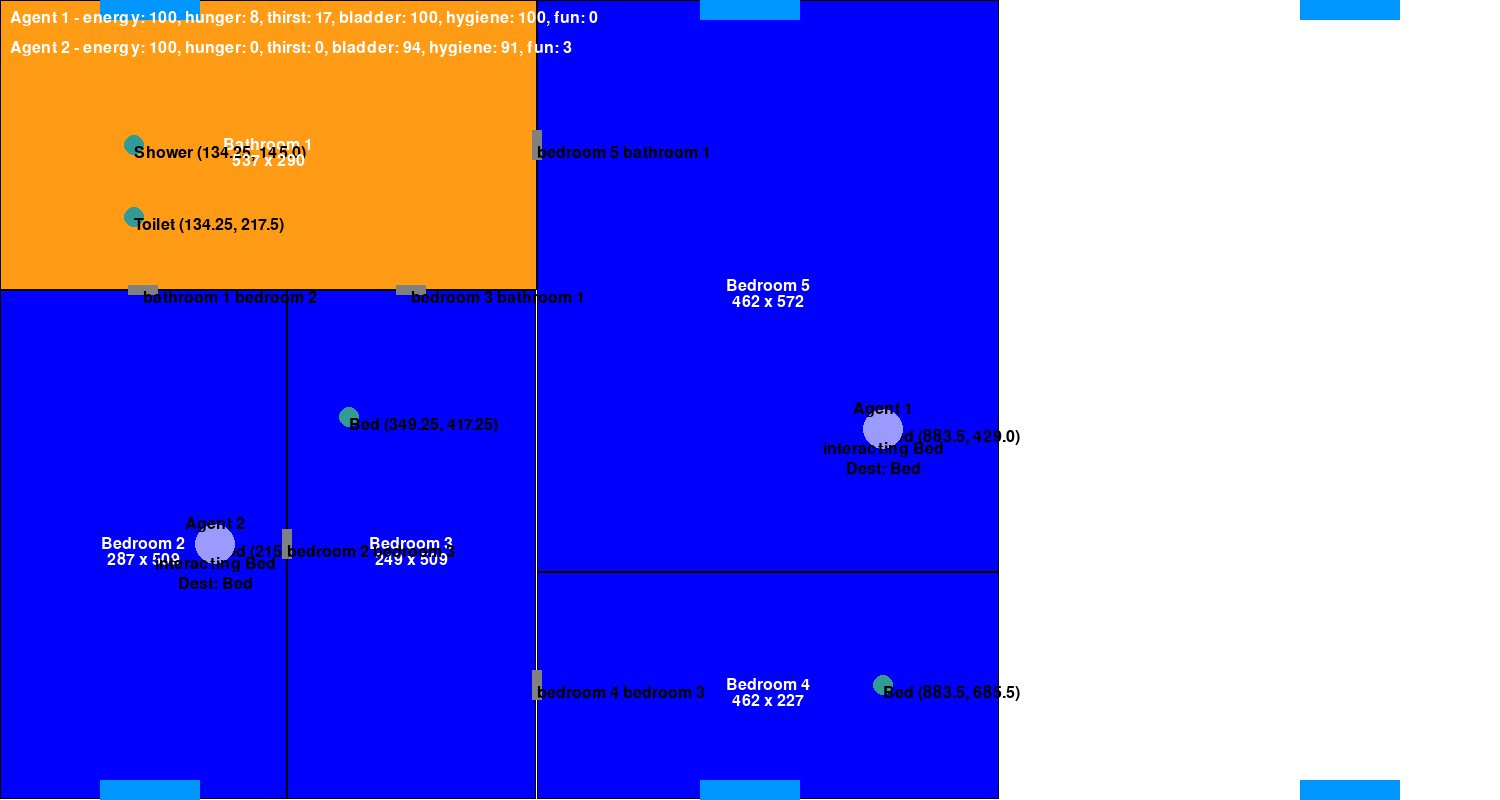 Agent 1 - energy: 100, hunger: 8, thirst: 17, bladder: 100, hygiene: 100, fun: 0
Agent 2 - energy: 100, hunger: 0, thirst: 0, bladder: 94, hygiene: 91, fun: 3
Bathroom 1
537 x 290
Shower (134.25, 145.0)
bedroom 5 bathroom 1
Toilet (134.25, 217.5)
Bedroom 5
462 x 572
bathroom 1 bedroom 2
bedroom 3 bathroom 1
Bed (349.25, 417.25)
Agent 1
d (883.5, 429.0)
interacting Bed
Dest: Bed
Agent 2
Bedroom 2
287 x 509
d (215
bedroom 2 bedroom 3
Bedroom 3
249 x 509
interacting Bed
Dest: Bed
bedroom 4 bedroom 3
Bedroom 4
462 x 227
Bed (883.5, 685.5)